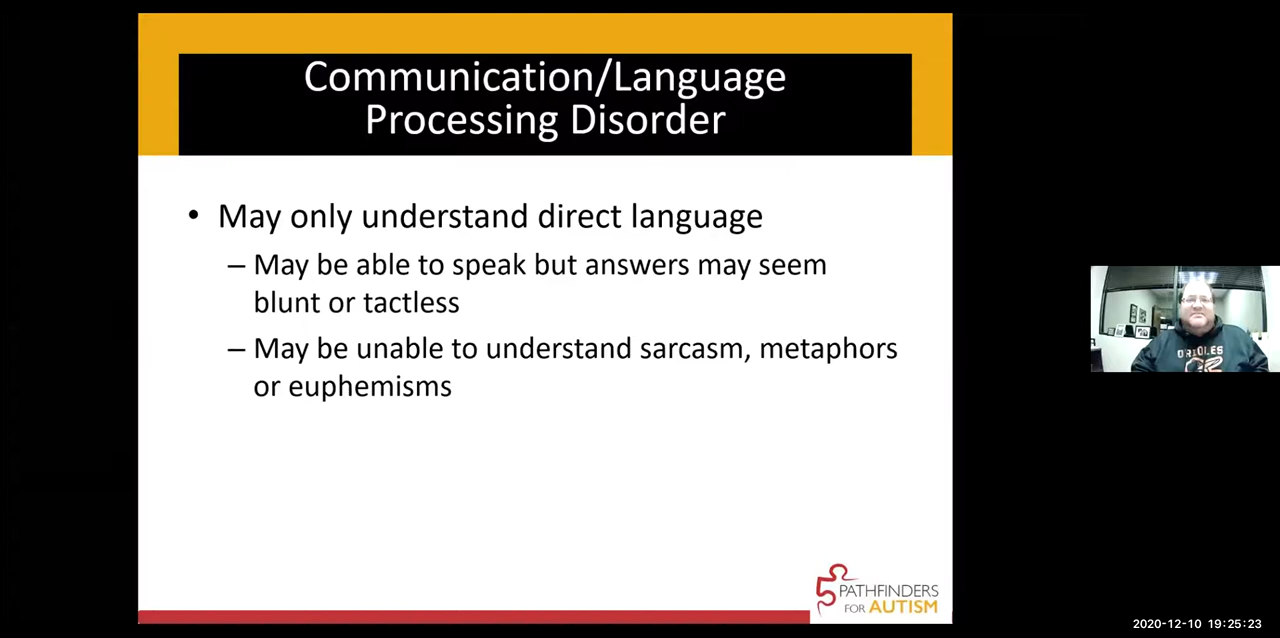 Communication/Language
Processing Disorder
• May only understand direct language
– May be able to speak but answers may seem
blunt or tactless
– May be unable to understand sarcasm, metaphors
or euphemisms
ORIOLES
PATHFINDERS
FOR AUTISM
2020-12-10 19:25:23